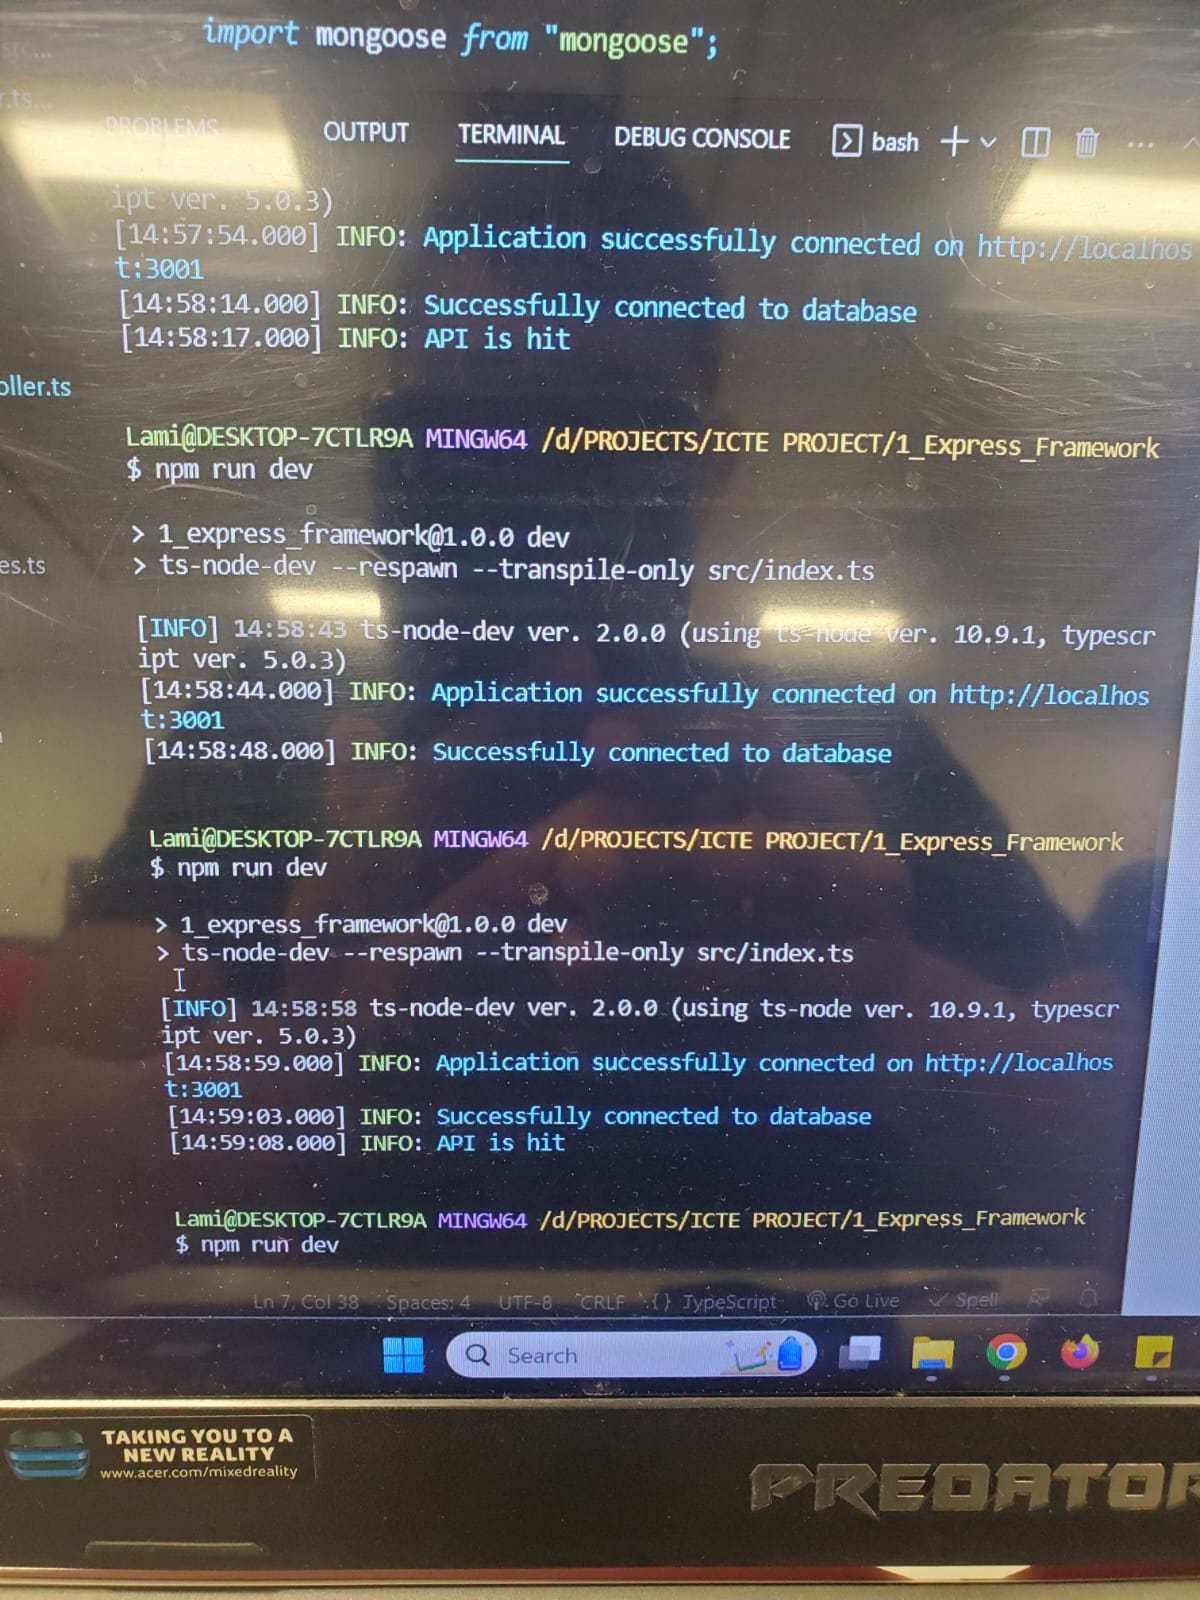 import mongoose from "mongoose";
PROBLEMS OUTPUT TERMINAL DEBUG CONSOLE bash
ipt ver. 5.0.3)
[14:57:54.000] INFO: Application successfully connected on http://localhos
t:3001
[14:58:14.000] INFO: Successfully connected to database
[14:58:17.000] INFO: API is hit
oller.ts
Lami@DESKTOP-7CTLR9A MINGW64 /d/PROJECTS/ICTE PROJECT/1_Express_Framework
$ npm run dev
> 1_express_framework@1.0.0 dev
es.ts
> ts-node-dev --respawn --transpile-only src/index.ts
[INFO] 14:58:43 ts-node-dev ver. 2.0.0 (using ts-node ver. 10.9.1, typescr
ipt ver. 5.0.3)
[14:58:44.000] INFO: Application successfully connected on http://localhos
t:3001
[14:58:48.000] INFO: Successfully connected to database
Lami@DESKTOP-7CTLR9A MINGW64 /d/PROJECTS/ICTE PROJECT/1_Express_Framework
$ npm run dev
> 1_express_framework@1.0.0 dev
> ts-node-dev --respawn --transpile-only src/index.ts
[INFO] 14:58:58 ts-node-dev ver. 2.0.0 (using ts-node ver. 10.9.1, typescr
ipt ver. 5.0.3)
[14:58:59.000] INFO: Application successfully connected on http://localhos
t:3001
[14:59:03.000] INFO: Successfully connected to database
[14:59:08.000] INFO: API is hit
Lami@DESKTOP-7CTLR9A MINGW64 /d/PROJECTS/ICTE PROJECT/1_Express_Framework
$ npm run dev
Ln 7, Col 38 Spaces: 4 UTF-8 CRLF {} TypeScript Go Live Spell
Search
TAKING YOU TO A
NEW REALITY
www.acer.com/mixedreality
PREDATOR